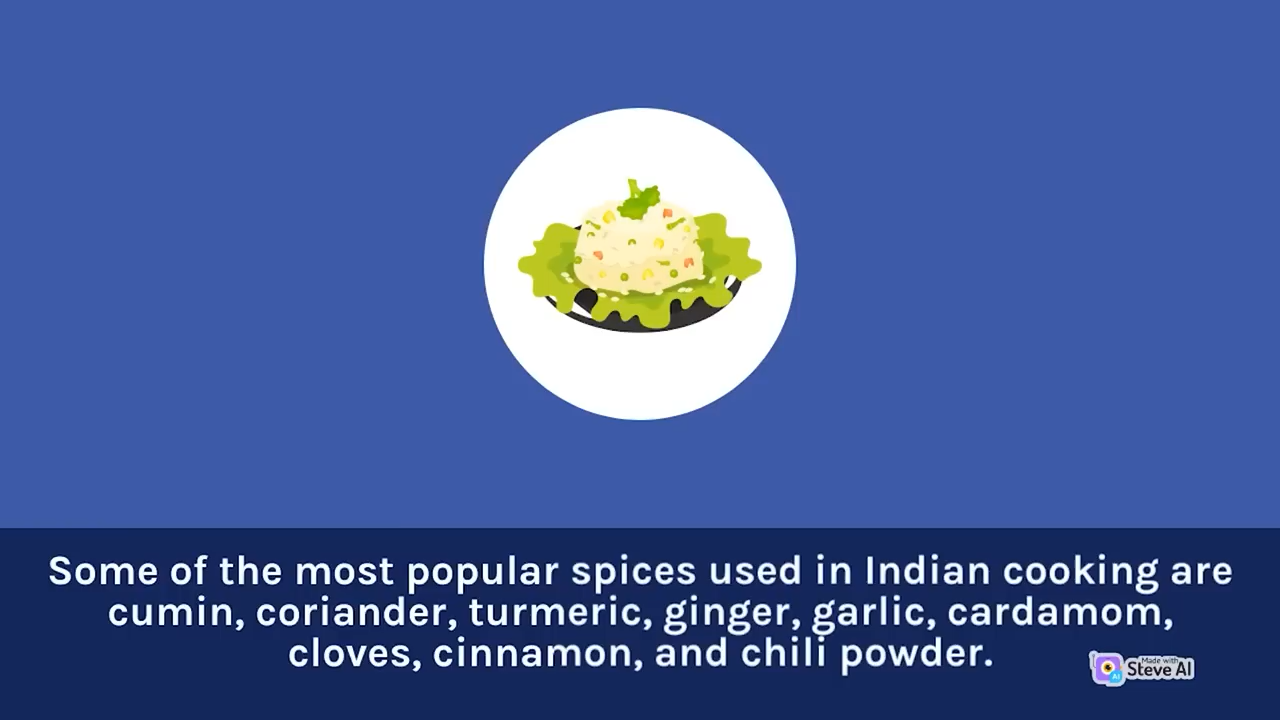 Some of the most popular spices used in Indian cooking are
cumin, coriander, turmeric, ginger, garlic, cardamom,
cloves, cinnamon, and chili powder.
Made with
Steve AI
AI